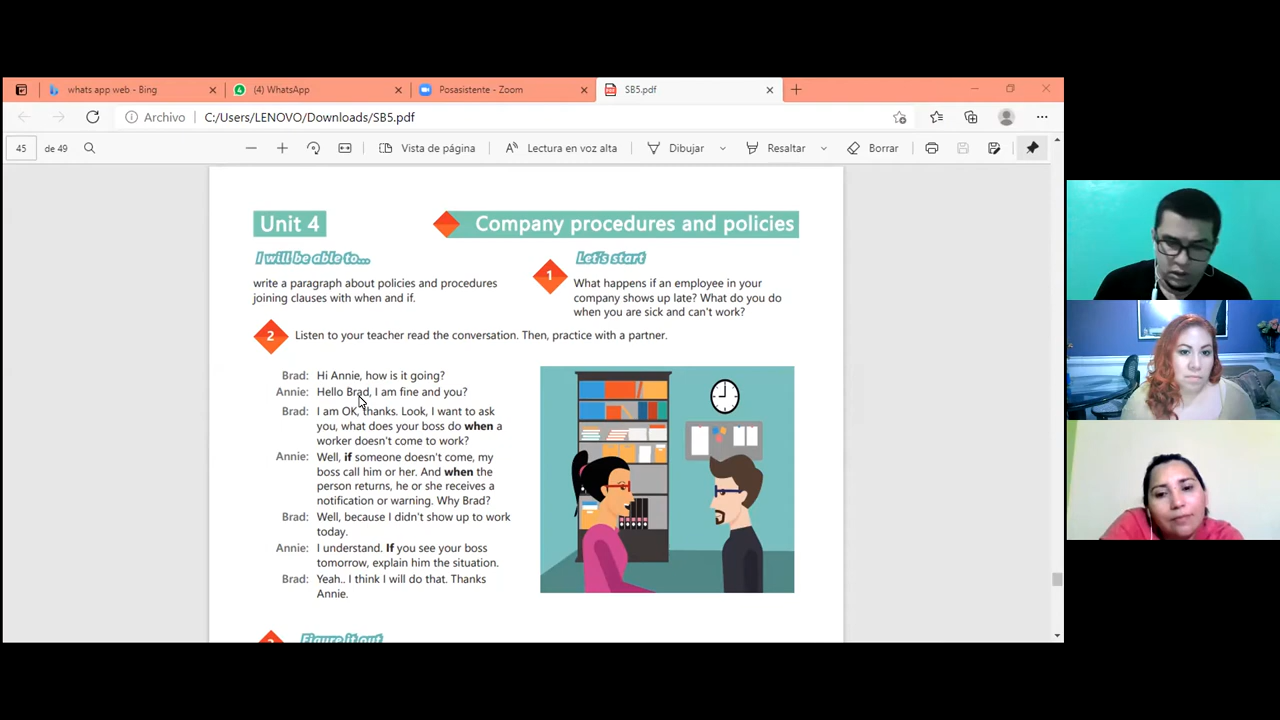 whats app web - Bing
(4) WhatsApp
Posasistente - Zoom
SB5.pdf
Archivo
C:/Users/LENOVO/Downloads/SB5.pdf
45
de 49
Vista de página
Lectura en voz alta
Dibujar
Resaltar
Borrar
Unit 4
Company procedures and policies
I will be able to...
write a paragraph about policies and procedures
joining clauses with when and if.
Let's start
1
What happens if an employee in your
company shows up late? What do you do
when you are sick and can't work?
2
Listen to your teacher read the conversation. Then, practice with a partner.
Brad: Hi Annie, how is it going?
Annie: Hello Brad, I am fine and you?
Brad: I am OK, thanks. Look, I want to ask
you, what does your boss do when a
worker doesn't come to work?
Annie: Well, if someone doesn't come, my
boss call him or her. And when the
person returns, he or she receives a
notification or warning. Why Brad?
Brad: Well, because I didn't show up to work
today.
Annie: I understand. If you see your boss
tomorrow, explain him the situation.
Brad: Yeah.. I think I will do that. Thanks
Annie.
3
Figure it out